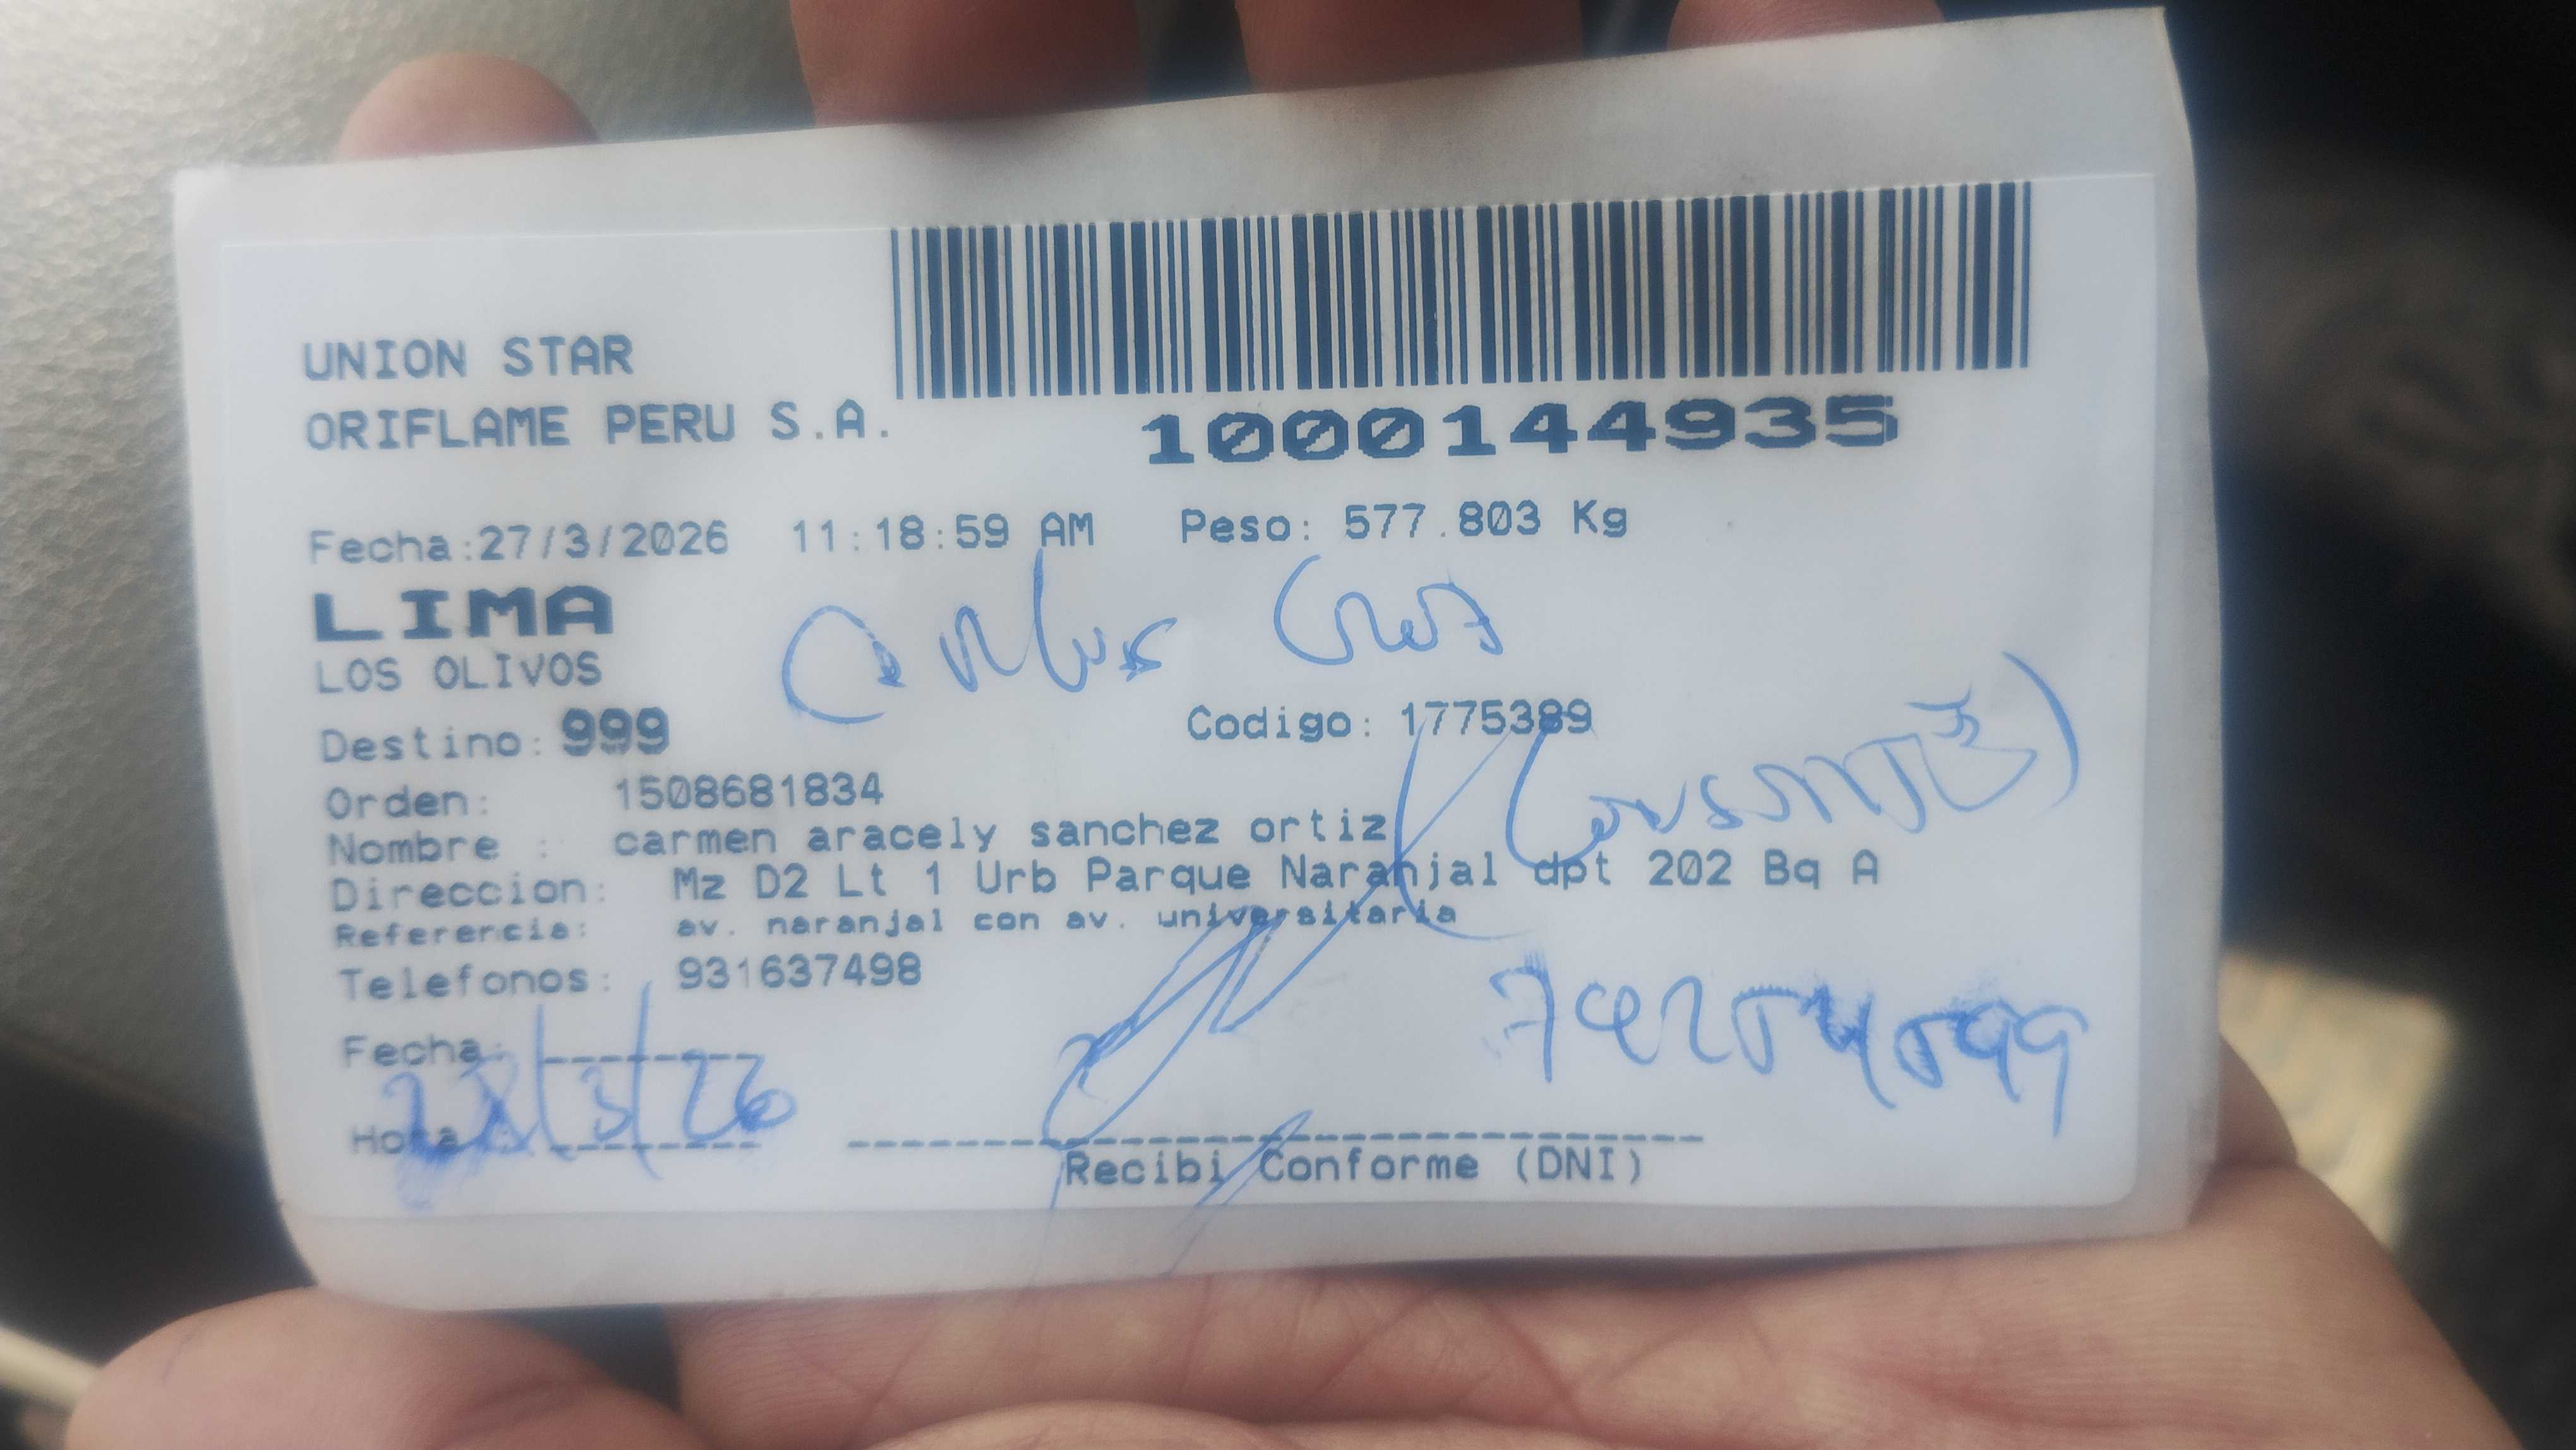 UNION STAR
ORIFLAME PERU S.A.
1000144935
Fecha:27/3/2026 11:18:59 AM Peso: 577.803 Kg
LIMA
Carlos Cruz
LOS OLIVOS
Destino: 999 Codigo: 1775389
Orden: 1508681834
Nombre : carmen aracely sanchez ortiz
Direccion: Mz D2 Lt 1 Urb Parque Naranjal dpt 202 Bq A
Referencia: av. naranjal con av. universitaria
Telefonos: 931637498
Fecha:
/3/26
Hora :
Recibi Conforme (DNI)